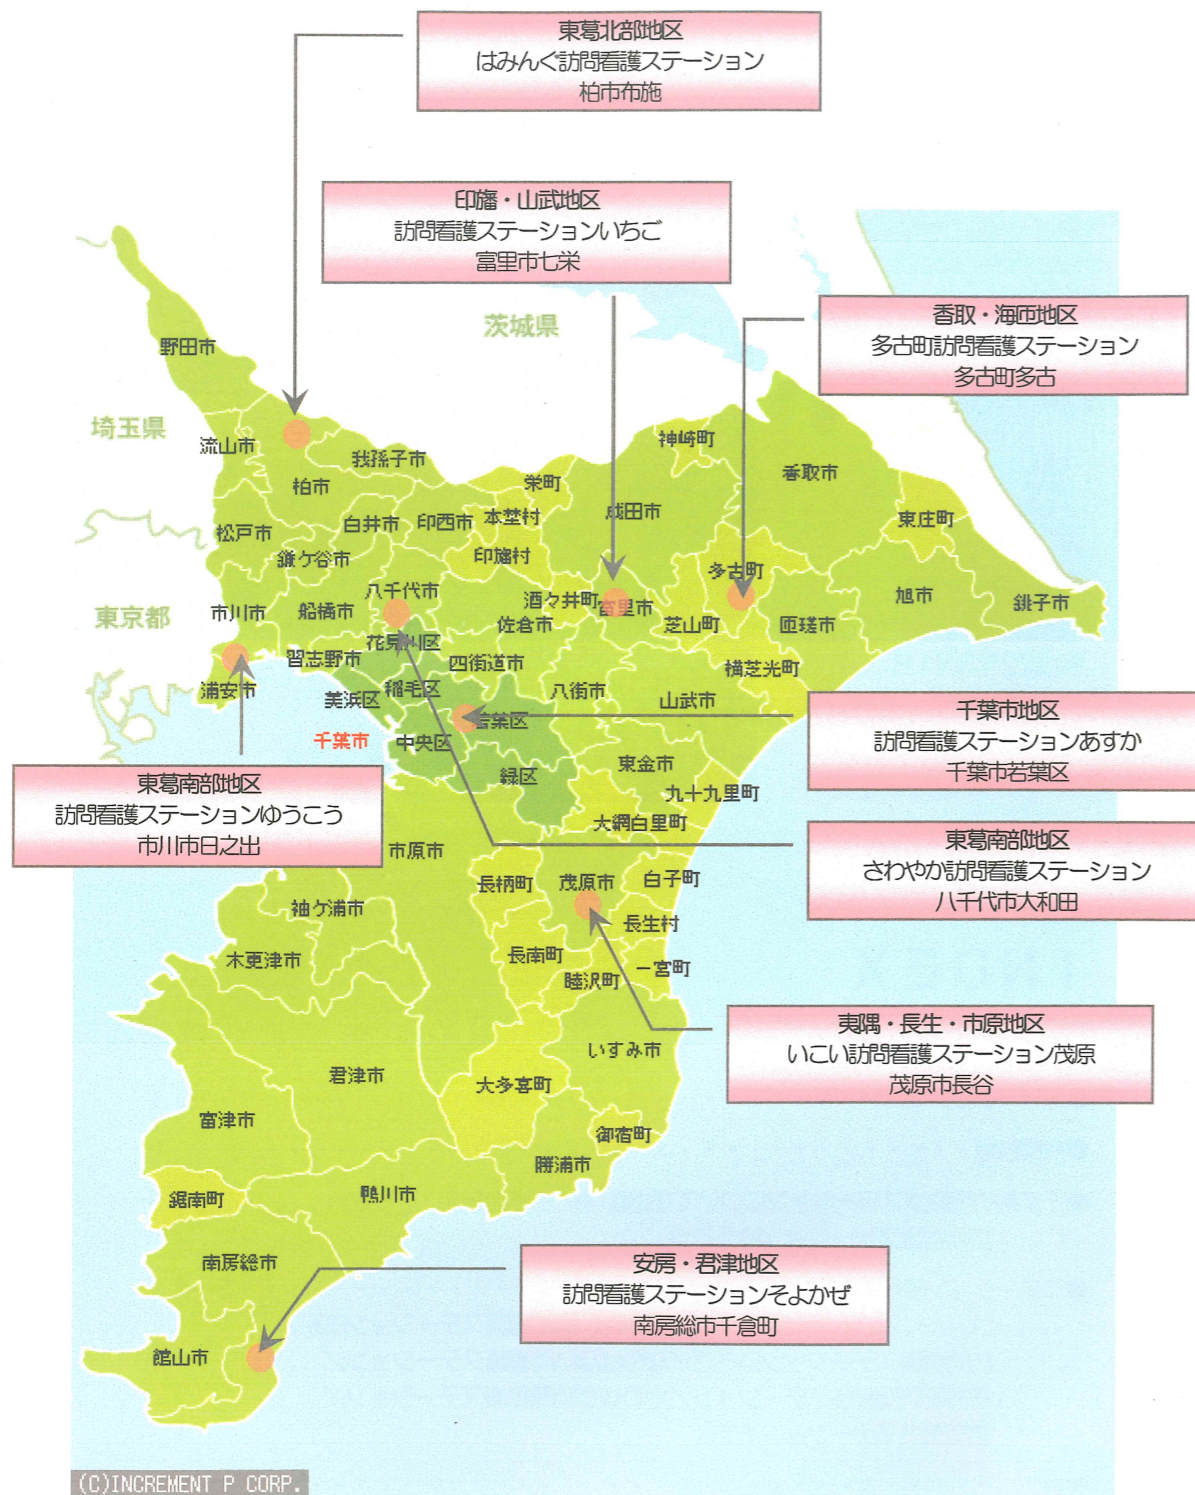 東葛北部地区
はみんぐ訪問看護ステーション
柏市布施
印旛・山武地区
訪問看護ステーションいちご
富里市七栄
香取・海匝地区
多古町訪問看護ステーション
多古町多古
茨城県
野田市
埼玉県
流山市
我孫子市
神崎町
香取市
柏市
栄町
成田市
東庄町
松戸市
白井市
印西市
本埜村
鎌ケ谷市
印旛村
多古町
東京都
市川市
船橋市
八千代市
酒々井町
富里市
旭市
銚子市
佐倉市
芝山町
匝瑳市
花見川区
習志野市
四街道市
横芝光町
浦安市
美浜区
稲毛区
八街市
山武市
千葉市
中央区
若葉区
千葉市地区
訪問看護ステーションあすか
千葉市若葉区
緑区
東金市
九十九里町
東葛南部地区
訪問看護ステーションゆうこう
市川市日之出
大網白里町
東葛南部地区
さわやか訪問看護ステーション
八千代市大和田
市原市
長柄町
茂原市
白子町
袖ケ浦市
長生村
木更津市
長南町
睦沢町
一宮町
夷隅・長生・市原地区
いこい訪問看護ステーション茂原
茂原市長谷
いすみ市
君津市
大多喜町
富津市
御宿町
勝浦市
鋸南町
鴨川市
南房総市
安房・君津地区
訪問看護ステーションそよかぜ
南房総市千倉町
館山市
(C)INCREMENT P CORP.